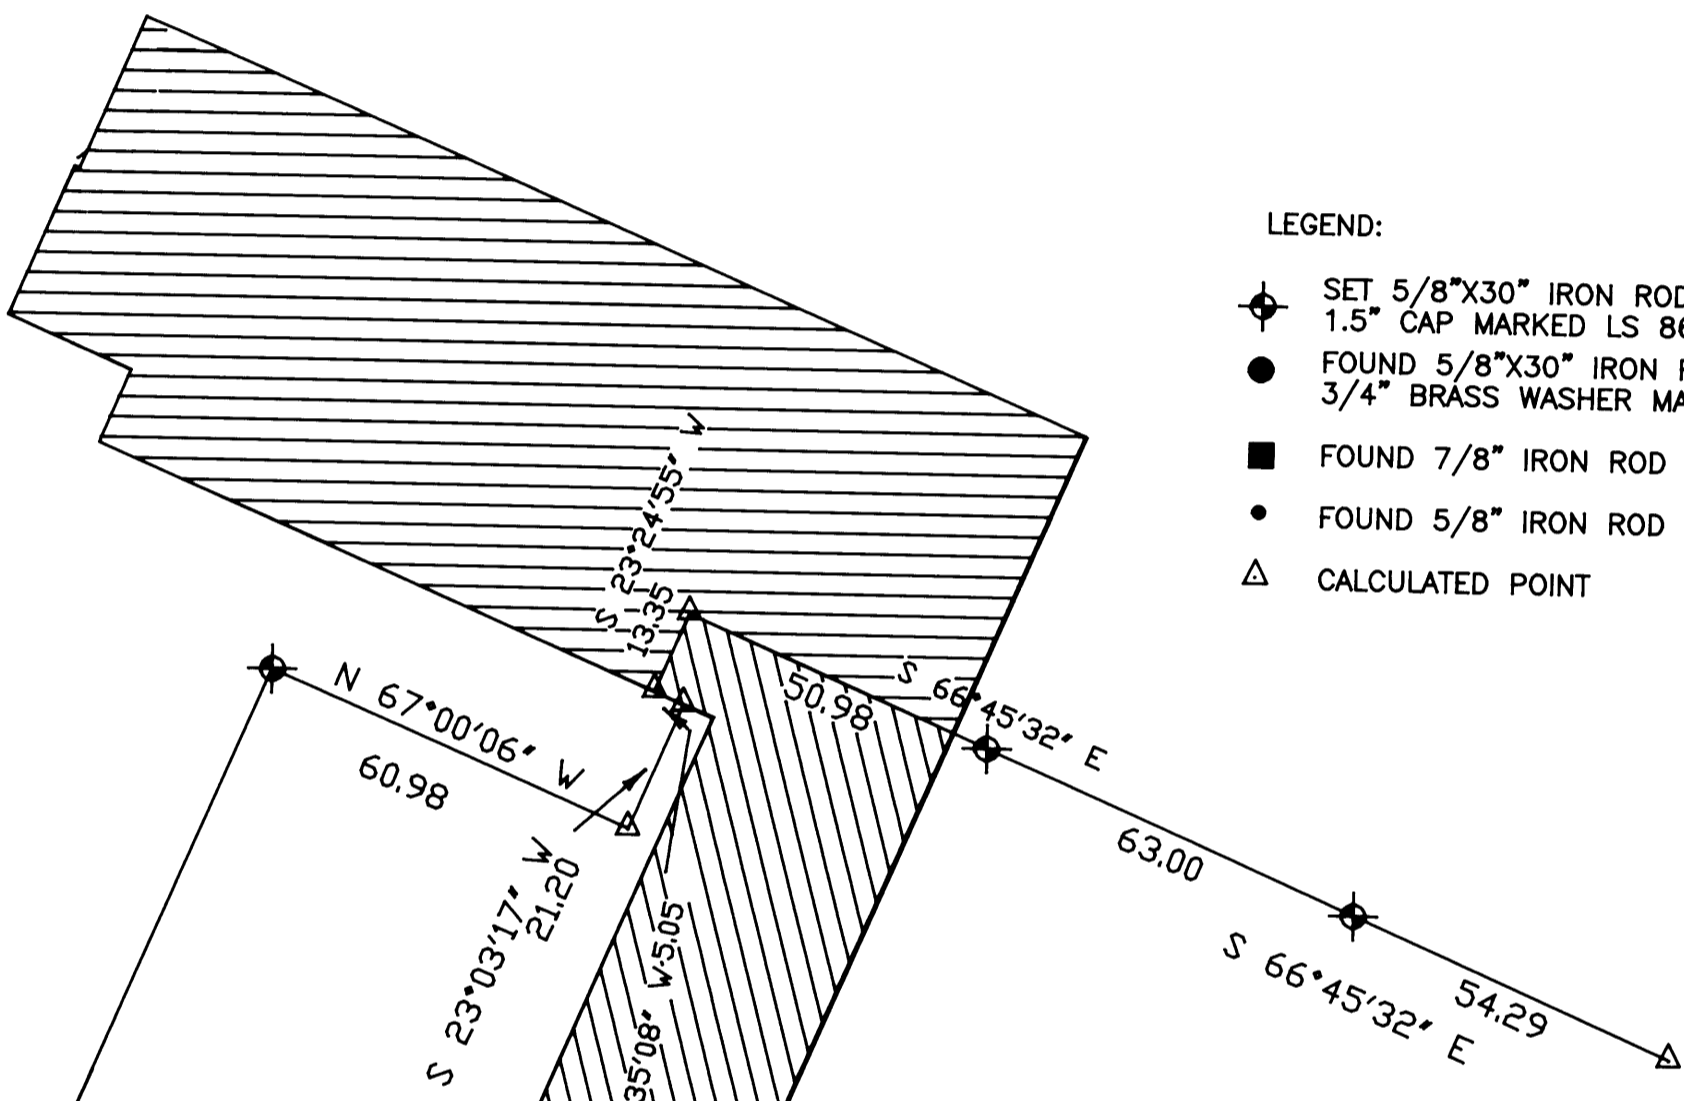 LEGEND:
SET 5/8"X30" IRON ROD
1.5" CAP MARKED LS
FOUND 5/8"X30" IRON
3/4" BRASS WASHER
FOUND 7/8" IRON ROD
FOUND 5/8" IRON ROD
CALCULATED POINT
S 23°24'55' W
13.35
N 67°00'06" W
60.98
50.98
S 66°45'32" E
63.00
S 23°03'17" W
21.20
35'08" W 5.05
S 66°45'32" E
54.29